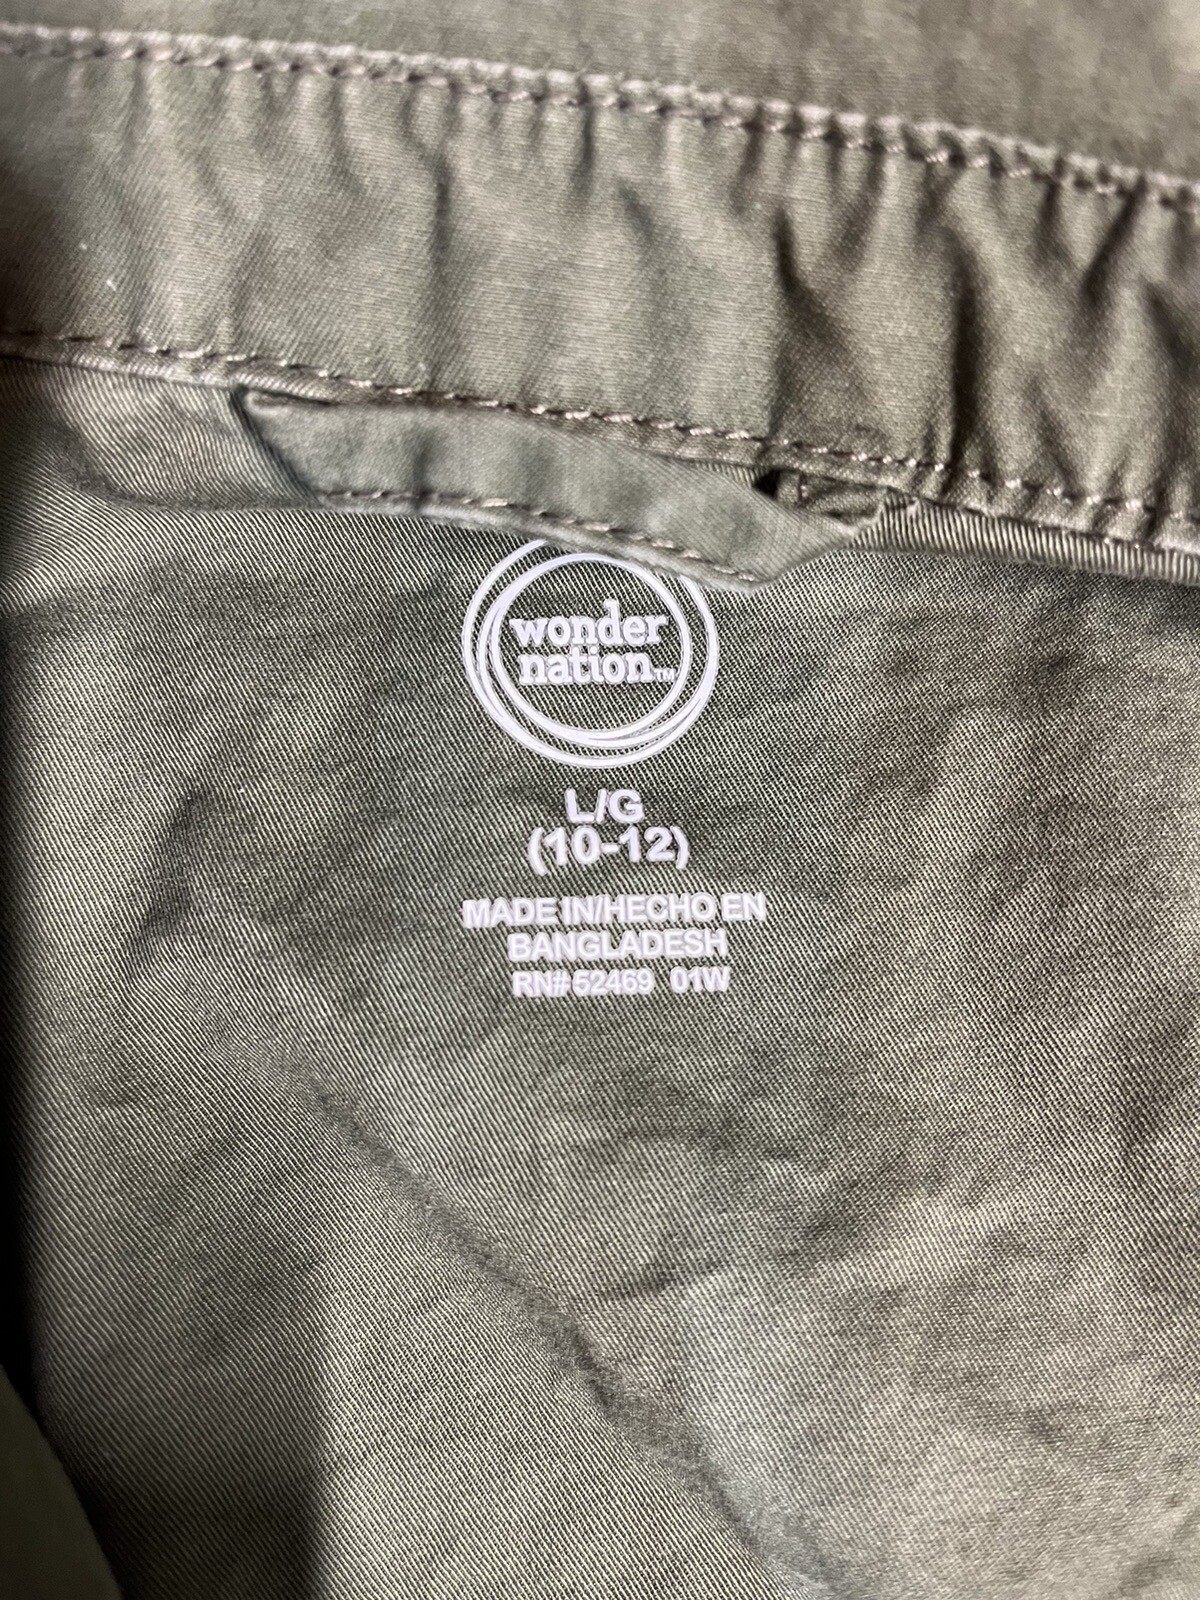 wonder
nation™
L/G
(10-12)
MADE IN/HECHO EN
BANGLADESH
RN# 52469 01W